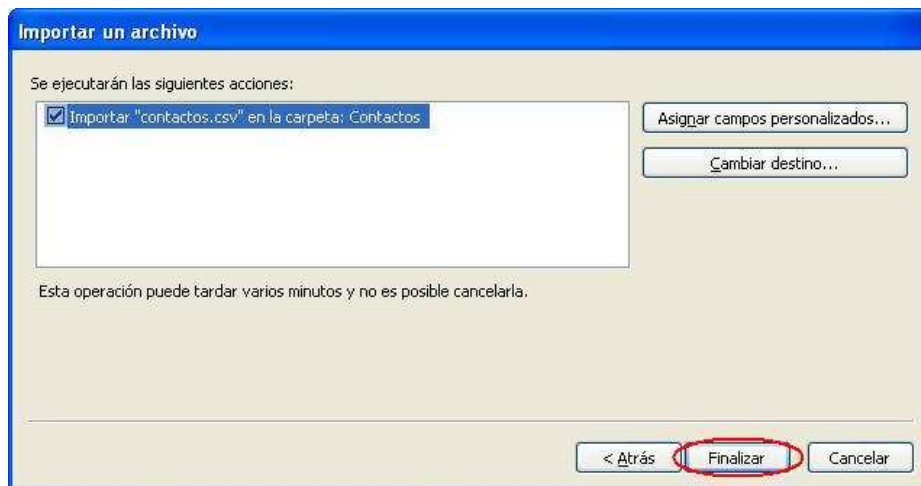 Importar un archivo
Se ejecutarán las siguientes acciones:
Importar "contactos.csv" en la carpeta: Contactos
Asignar campos personalizados...
Cambiar destino...
Esta operación puede tardar varios minutos y no es posible cancelarla.
< Atrás
Finalizar
Cancelar